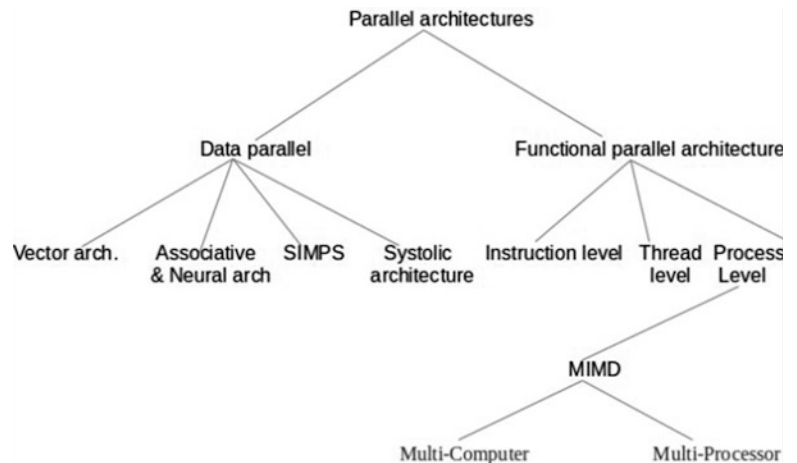 Parallel architectures
Data parallel
Functional parallel architecture
Vector arch.
Associative
& Neural arch
SIMPS
Systolic
architecture
Instruction level
Thread
level
Process
Level
MIMD
Multi-Computer
Multi-Processor